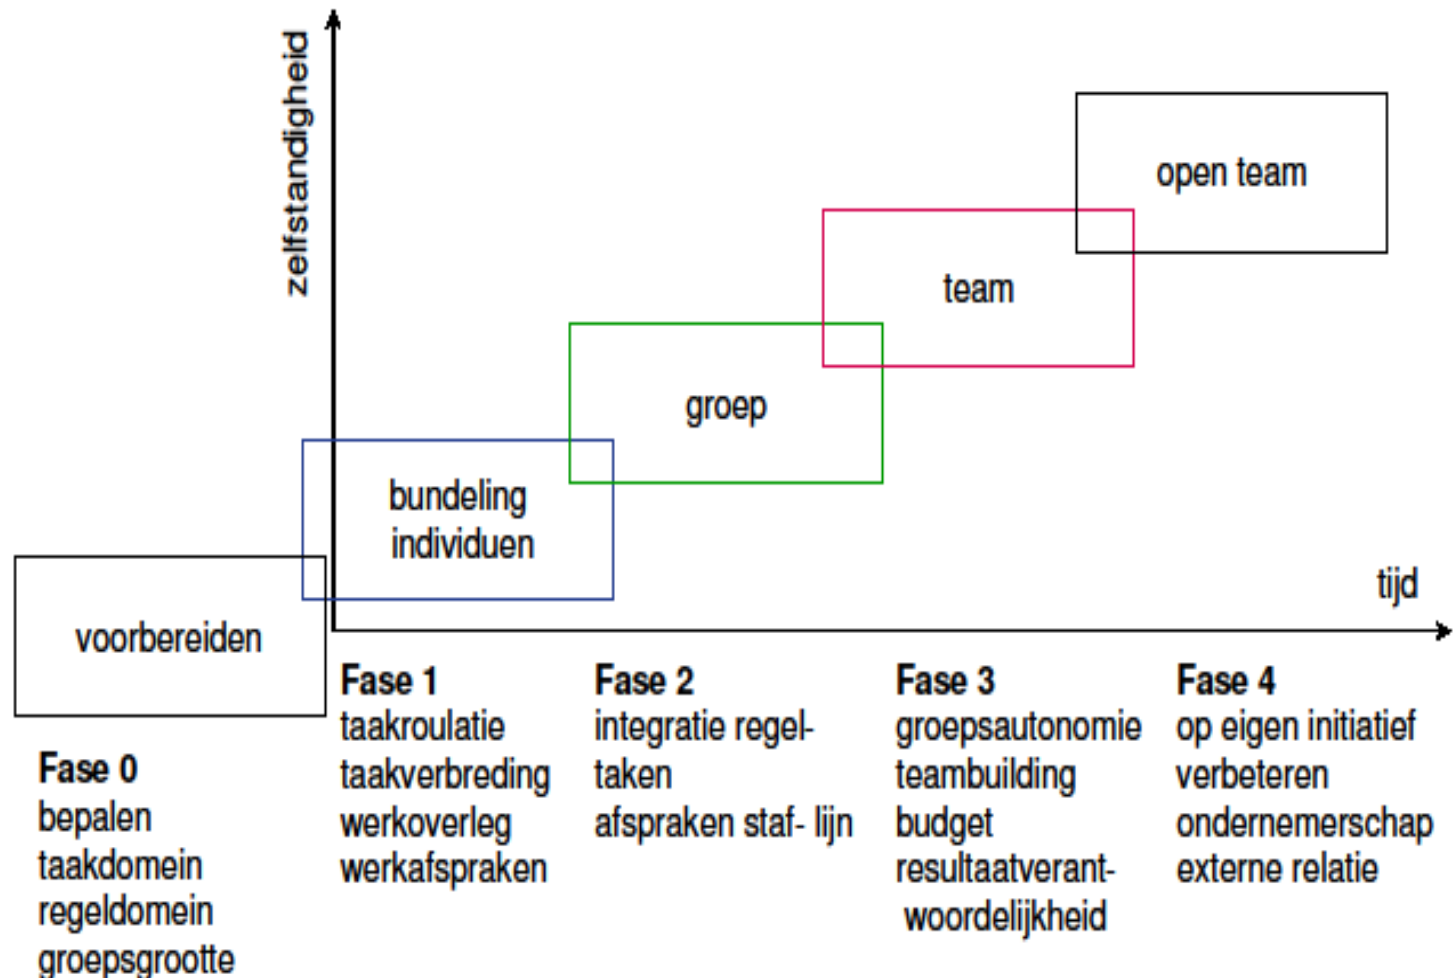 zelfstandigheid
open team
team
groep
bundeling
individuen
tijd
voorbereiden
Fase 0
bepalen
taakdomein
regeldomein
groepsgrootte
Fase 1
taakroulatie
taakverbreding
werkoverleg
werkafspraken
Fase 2
integratie regel-
taken
afspraken staf- lijn
Fase 3
groepsautonomie
teambuilding
budget
resultaatverant-
woordelijkheid
Fase 4
op eigen initiatief
verbeteren
ondernemerschap
externe relatie